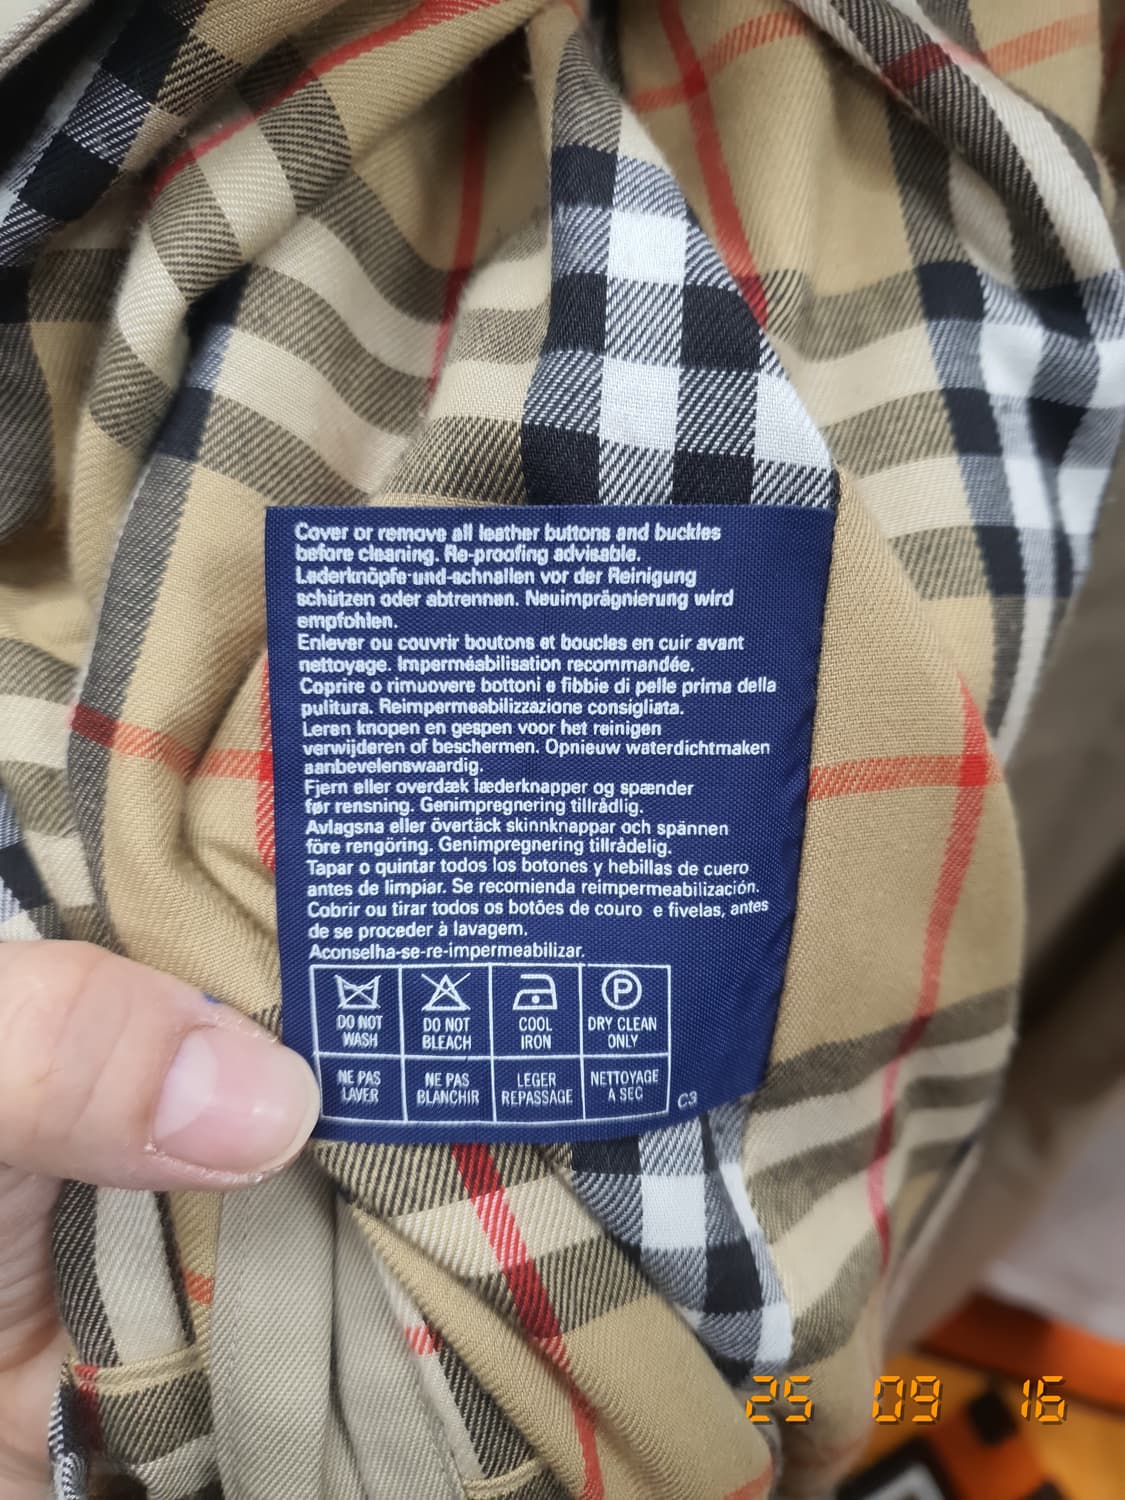 Cover or remove all leather buttons and buckles
before cleaning. Re-proofing advisable.
Lederknöpfe-und-schnallen vor der Reinigung
schützen oder abtrennen. Neuimprägnierung wird
empfohlen.
Enlever ou couvrir boutons et boucles en cuir avant
nettoyage. Imperméabilisation recommandée.
Coprire o rimuovere bottoni e fibbie di pelle prima della
pulitura. Reimpermeabilizzazione consigliata.
Leren knopen en gespen voor het reinigen
verwijderen of beschermen. Opnieuw waterdichtmaken
aanbevelenswaardig.
Fjern eller overdæk læderknapper og spænder
før rensning. Genimpregnering tillrådlig.
Avlagsna eller övertäck skinnknappar och spännen
före rengöring. Genimpregnering tillrådelig.
Tapar o quintar todos los botones y hebillas de cuero
antes de limpiar. Se recomienda reimpermeabilización.
Cobrir ou tirar todos os botões de couro e fivelas, antes
de se proceder à lavagem.
Aconselha-se-re-impermeabilizar.
P
DO NOT WASH
DO NOT BLEACH
COOL IRON
DRY CLEAN ONLY
NE PAS LAVER
NE PAS BLANCHIR
LEGER REPASSAGE
NETTOYAGE A SEC
C3
25 09 16